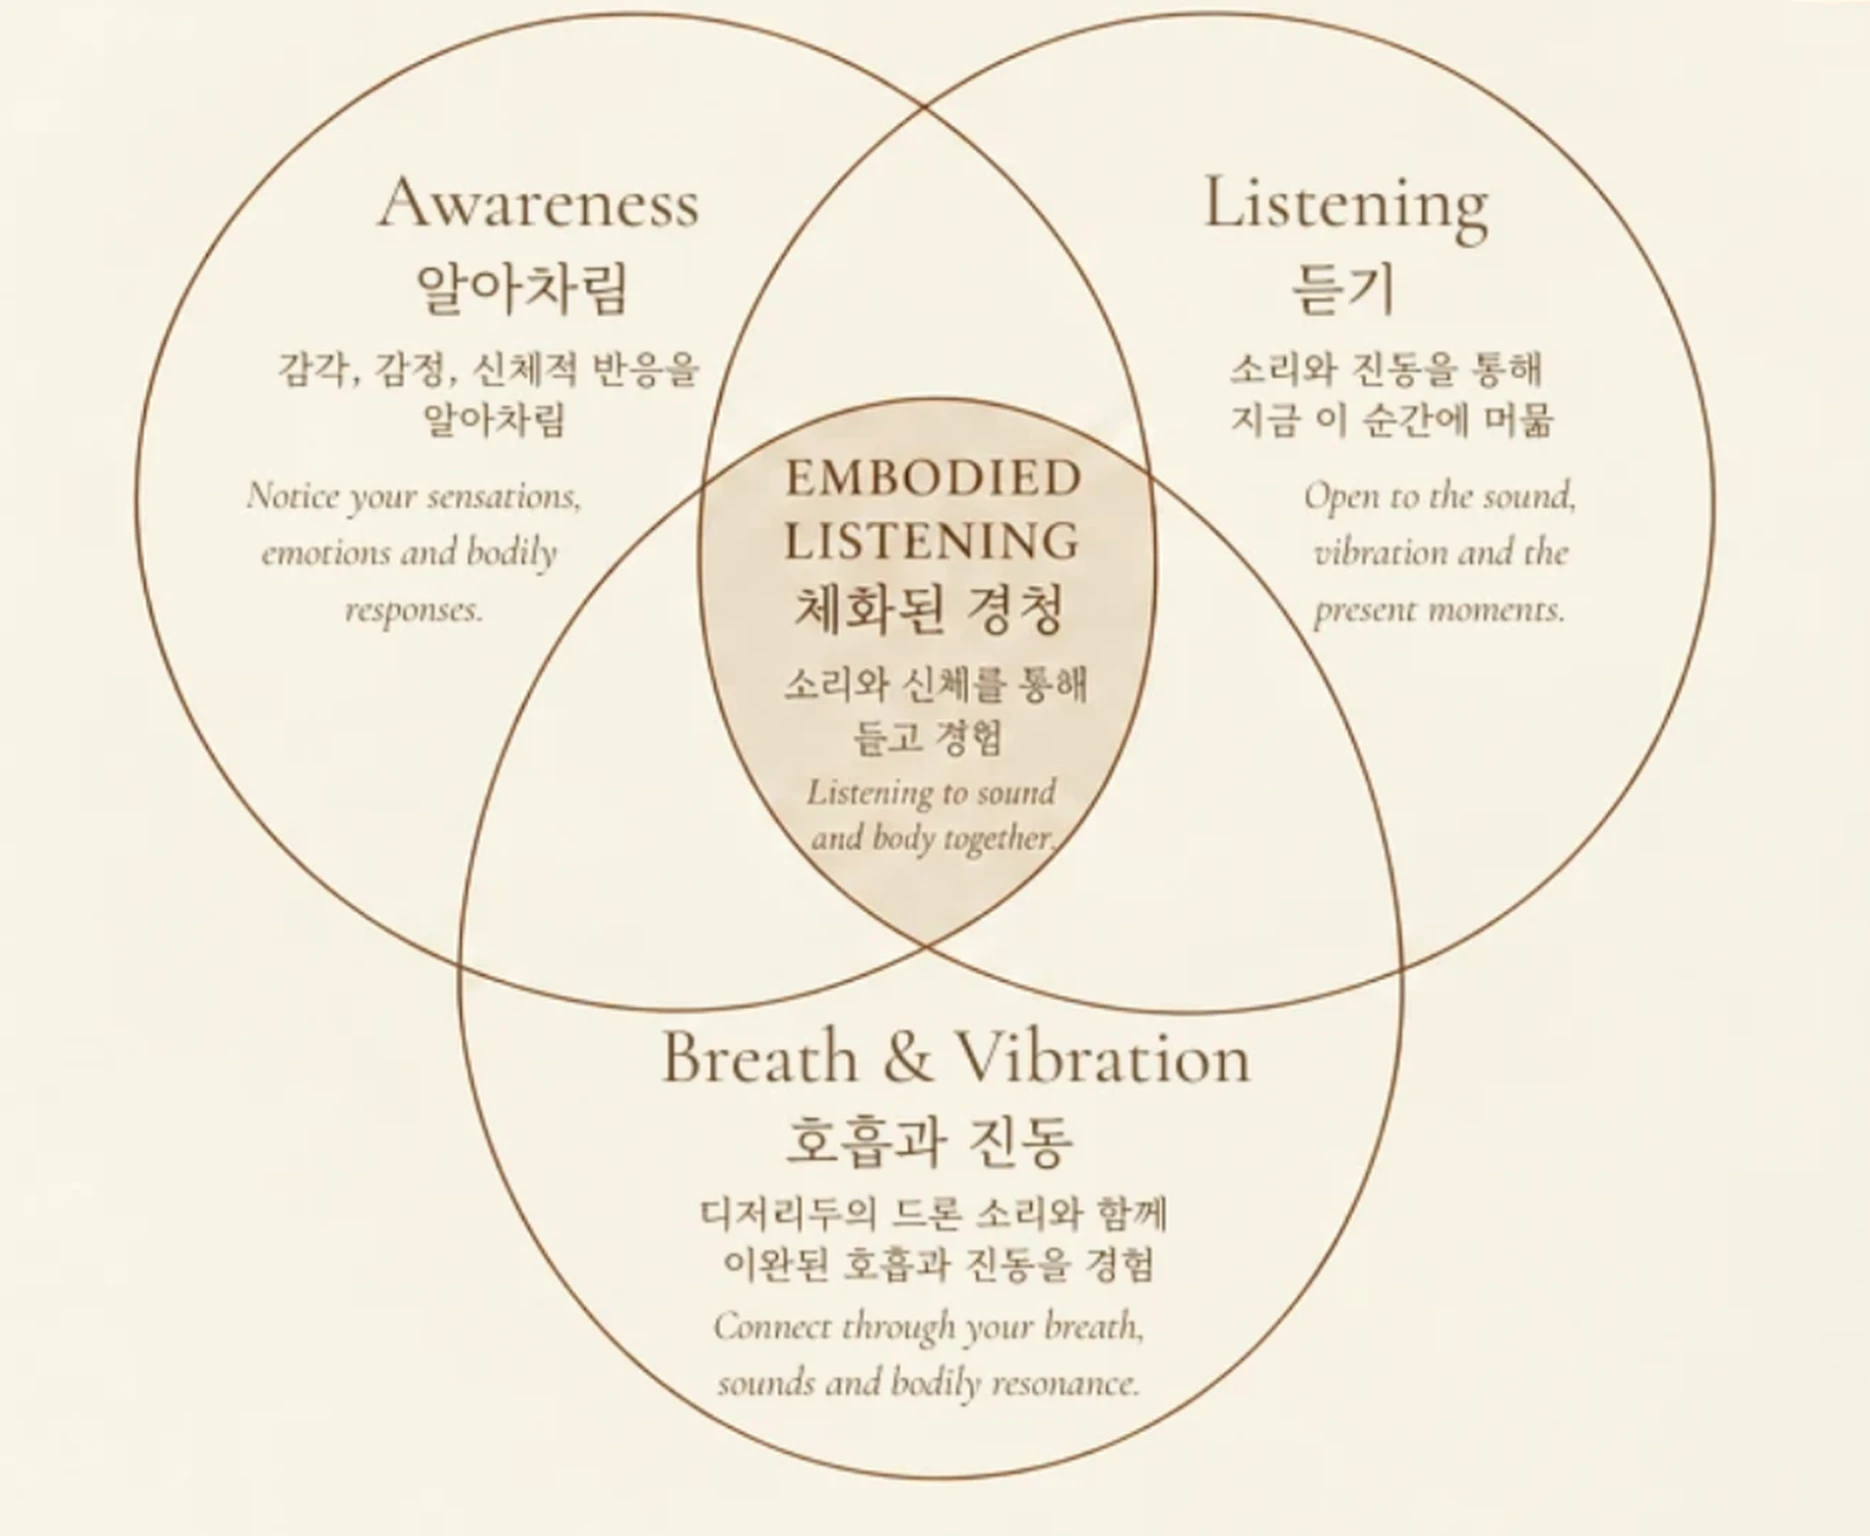 Awareness
알아차림
감각, 감정, 신체적 반응을
알아차림
Notice your sensations,
emotions and bodily
responses.
Listening
듣기
소리와 진동을 통해
지금 이 순간에 머묾
Open to the sound,
vibration and the
present moments.
EMBODIED
LISTENING
체화된 경청
소리와 신체를 통해
듣고 경험
Listening to sound
and body together.
Breath & Vibration
호흡과 진동
디저리두의 드론 소리와 함께
이완된 호흡과 진동을 경험
Connect through your breath,
sounds and bodily resonance.